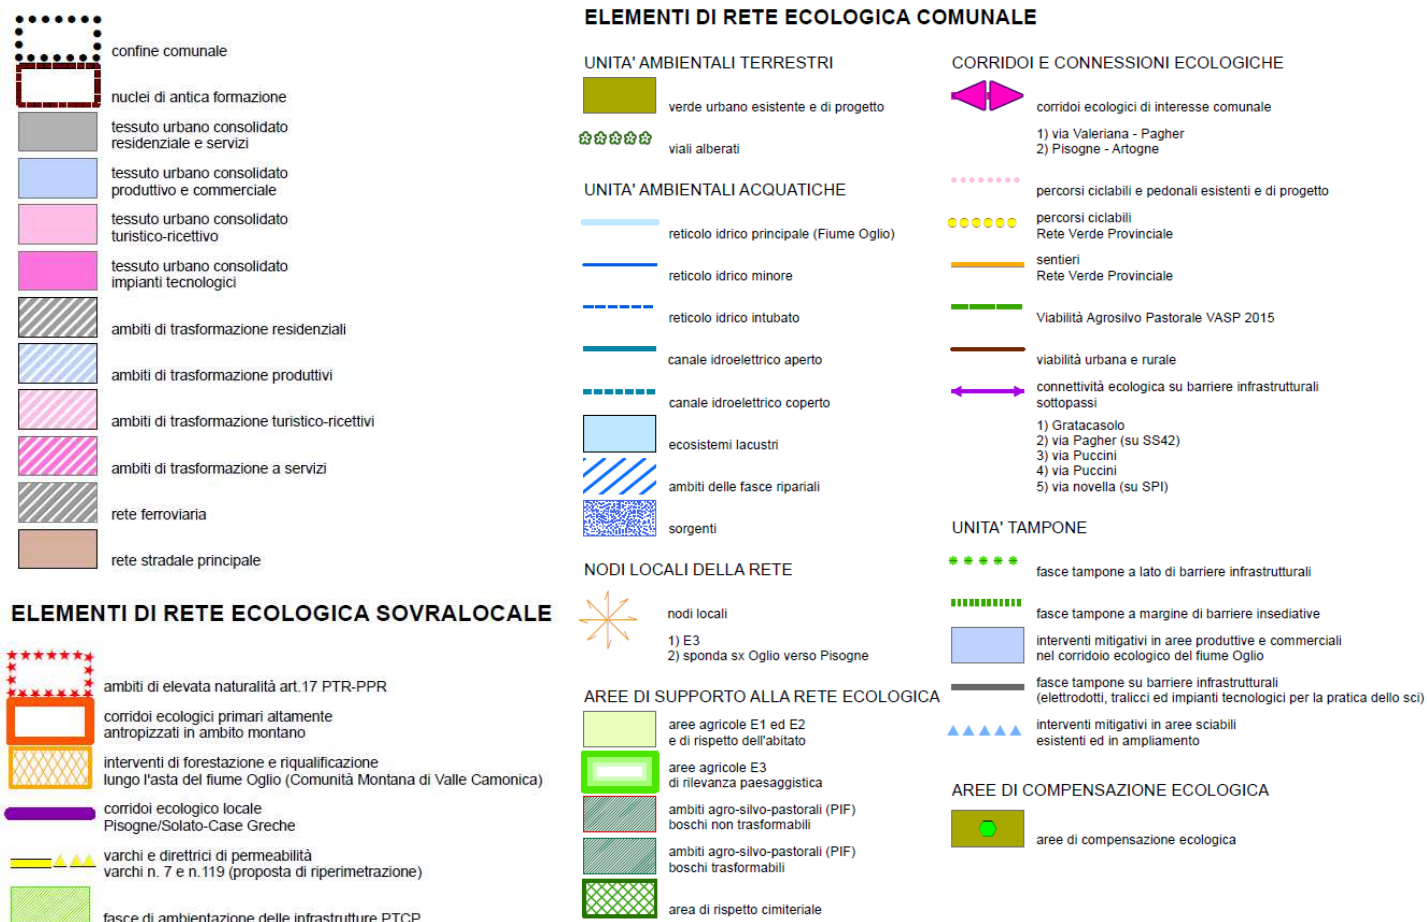 confine comunale
nuclei di antica formazione
tessuto urbano consolidato
residenziale e servizi
tessuto urbano consolidato
produttivo e commerciale
tessuto urbano consolidato
turistico-ricettivo
tessuto urbano consolidato
impianti tecnologici
ambiti di trasformazione residenziali
ambiti di trasformazione produttivi
ambiti di trasformazione turistico-ricettivi
ambiti di trasformazione a servizi
rete ferroviaria
rete stradale principale
ELEMENTI DI RETE ECOLOGICA SOVRALOCALE
ambiti di elevata naturalità art.17 PTR-PPR
corridoi ecologici primari altamente
antropizzati in ambito montano
interventi di forestazione e riqualificazione
lungo l'asta del fiume Oglio (Comunità Montana di Valle Camonica)
corridoi ecologico locale
Pisogne/Solato-Case Greche
varchi e direttrici di permeabilità
varchi n. 7 e n.119 (proposta di riperimetrazione)
fasce di ambientazione delle infrastrutture PTCP
ELEMENTI DI RETE ECOLOGICA COMUNALE
UNITA' AMBIENTALI TERRESTRI
verde urbano esistente e di progetto
viali alberati
UNITA' AMBIENTALI ACQUATICHE
reticolo idrico principale (Fiume Oglio)
reticolo idrico minore
reticolo idrico intubato
canale idroelettrico aperto
canale idroelettrico coperto
ecosistemi lacustri
ambiti delle fasce ripariali
sorgenti
NODI LOCALI DELLA RETE
nodi locali
1) E3
2) sponda sx Oglio verso Pisogne
AREE DI SUPPORTO ALLA RETE ECOLOGICA
aree agricole E1 ed E2
e di rispetto dell'abitato
aree agricole E3
di rilevanza paesaggistica
ambiti agro-silvo-pastorali (PIF)
boschi non trasformabili
ambiti agro-silvo-pastorali (PIF)
boschi trasformabili
area di rispetto cimiteriale
CORRIDOI E CONNESSIONI ECOLOGICHE
corridoi ecologici di interesse comunale
1) via Valeriana - Pagher
2) Pisogne - Artogne
percorsi ciclabili e pedonali esistenti e di progetto
percorsi ciclabili
Rete Verde Provinciale
sentieri
Rete Verde Provinciale
Viabilità Agrosilvo Pastorale VASP 2015
viabilità urbana e rurale
connettività ecologica su barriere infrastrutturali
sottopassi
1) Gratacasolo
2) via Pagher (su SS42)
3) via Puccini
4) via Puccini
5) via novella (su SPI)
UNITA' TAMPONE
fasce tampone a lato di barriere infrastrutturali
fasce tampone a margine di barriere insediative
interventi mitigativi in aree produttive e commerciali
nel corridoio ecologico del fiume Oglio
fasce tampone su barriere infrastrutturali
(elettrodotti, tralicci ed impianti tecnologici per la pratica dello sci)
interventi mitigativi in aree sciabili
esistenti ed in ampliamento
AREE DI COMPENSAZIONE ECOLOGICA
aree di compensazione ecologica